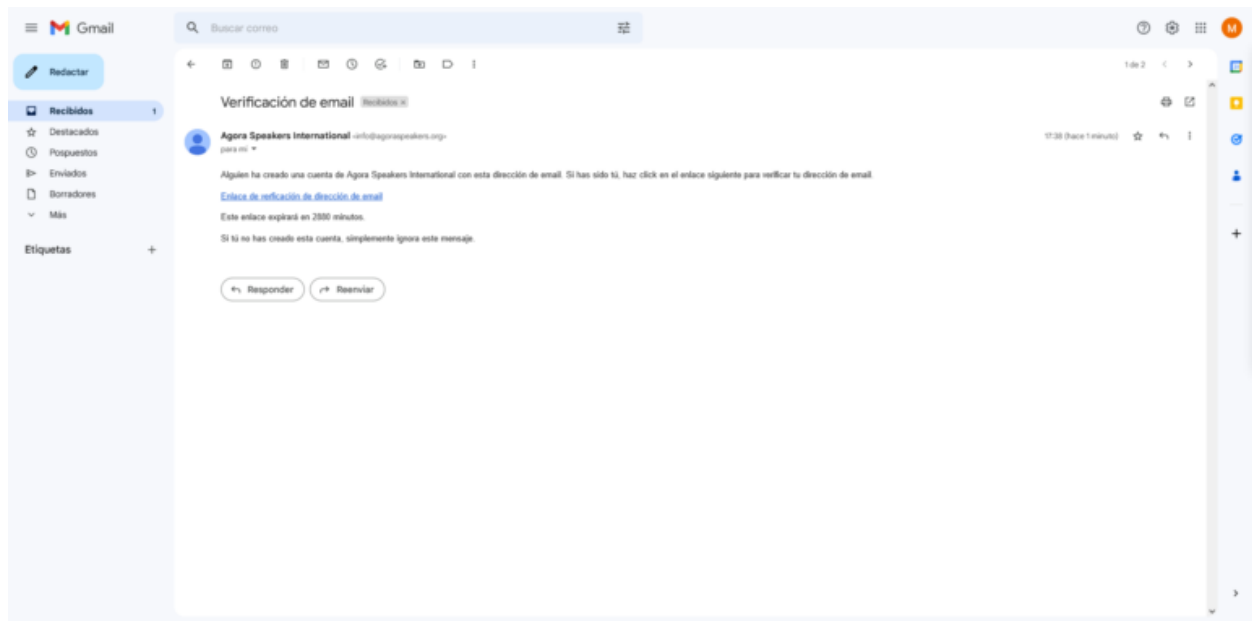 Gmail
Buscar correo
M
Redactar
1 de 2
Recibidos 1
Destacados
Pospuestos
Enviados
Borradores
Más
Etiquetas
Verificación de email Recibidos x
Agora Speakers International <info@agoraspeakers.org>
17:38 (hace 1 minuto)
para mí
Alguien ha creado una cuenta de Agora Speakers International con esta dirección de email. Si has sido tú, haz click en el enlace siguiente para verificar tu dirección de email.
Enlace de verficación de dirección de email
Este enlace expirará en 2880 minutos.
Si tú no has creado esta cuenta, simplemente ignora este mensaje.
Responder Reenviar